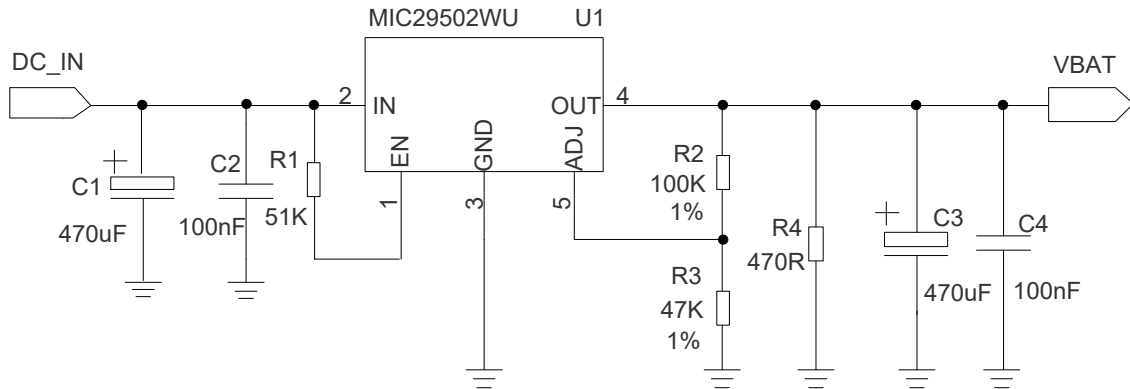 MIC29502WU U1
DC_IN
VBAT
2 IN
OUT 4
EN
GND
ADJ
1
3
5
+
C1
470uF
C2
100nF
R1
51K
R2
100K
1%
R3
47K
1%
R4
470R
+
C3
470uF
C4
100nF